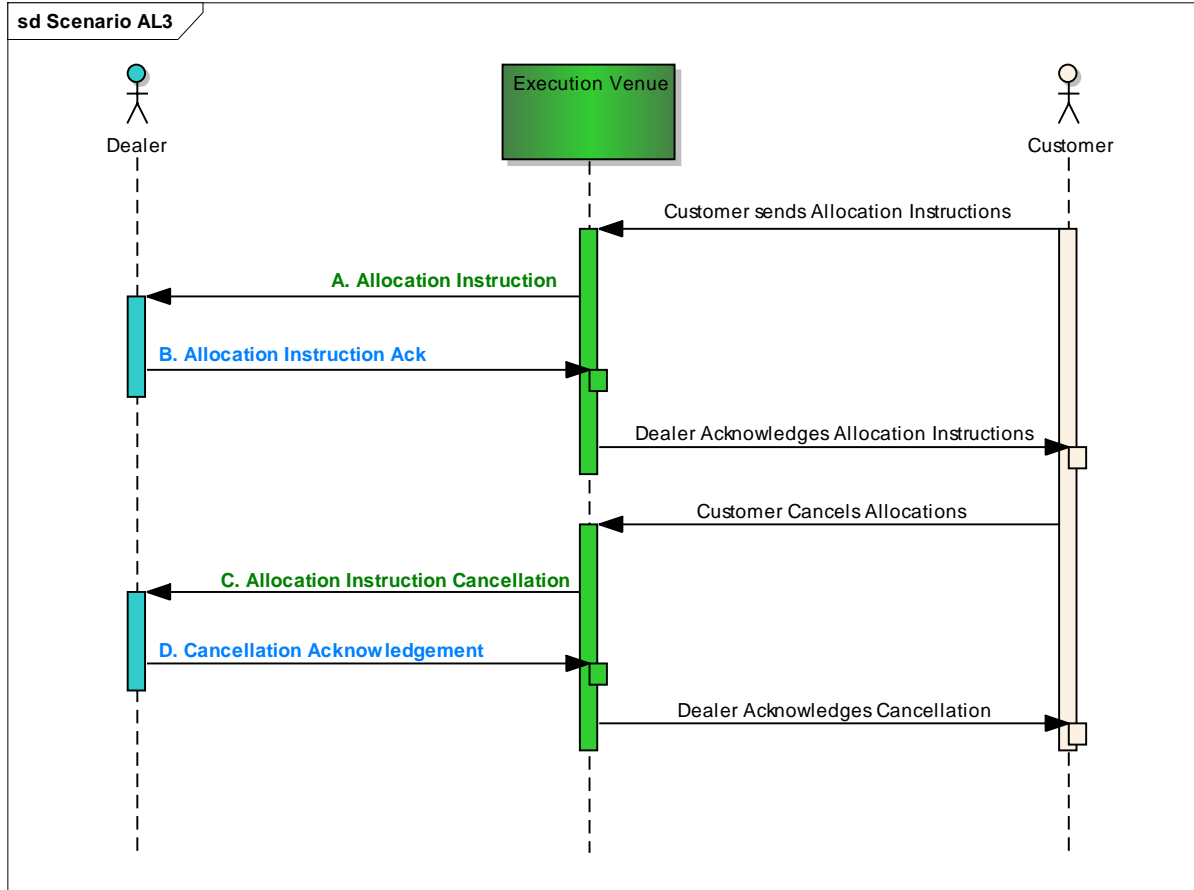 sd Scenario AL3
Dealer
Execution Venue
Customer
Customer sends Allocation Instructions
A. Allocation Instruction
B. Allocation Instruction Ack
Dealer Acknowledges Allocation Instructions
Customer Cancels Allocations
C. Allocation Instruction Cancellation
D. Cancellation Acknowledgement
Dealer Acknowledges Cancellation